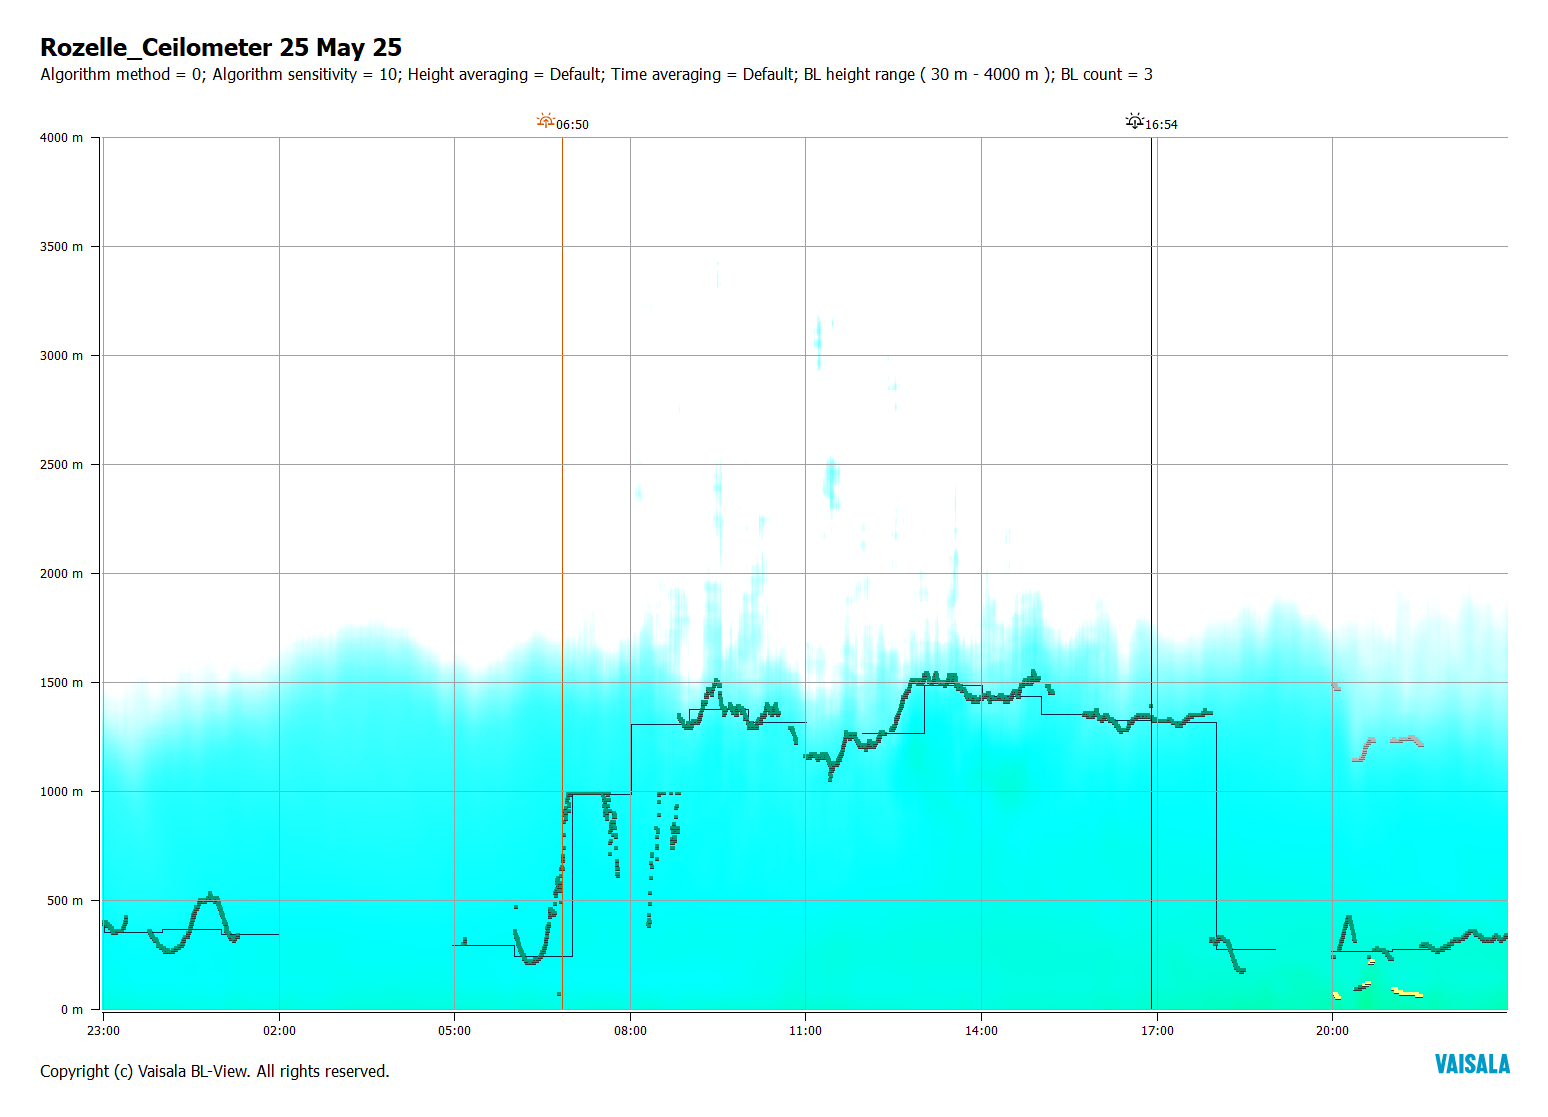 Rozelle_Ceilometer 25 May 25
Algorithm method = 0; Algorithm sensitivity = 10; Height averaging = Default; Time averaging = Default; BL height range ( 30 m - 4000 m ); BL count = 3
06:50
16:54
4000 m
3500 m
3000 m
2500 m
2000 m
1500 m
1000 m
500 m
0 m
23:00
02:00
05:00
08:00
11:00
14:00
17:00
20:00
Copyright (c) Vaisala BL-View. All rights reserved.
VAISALA